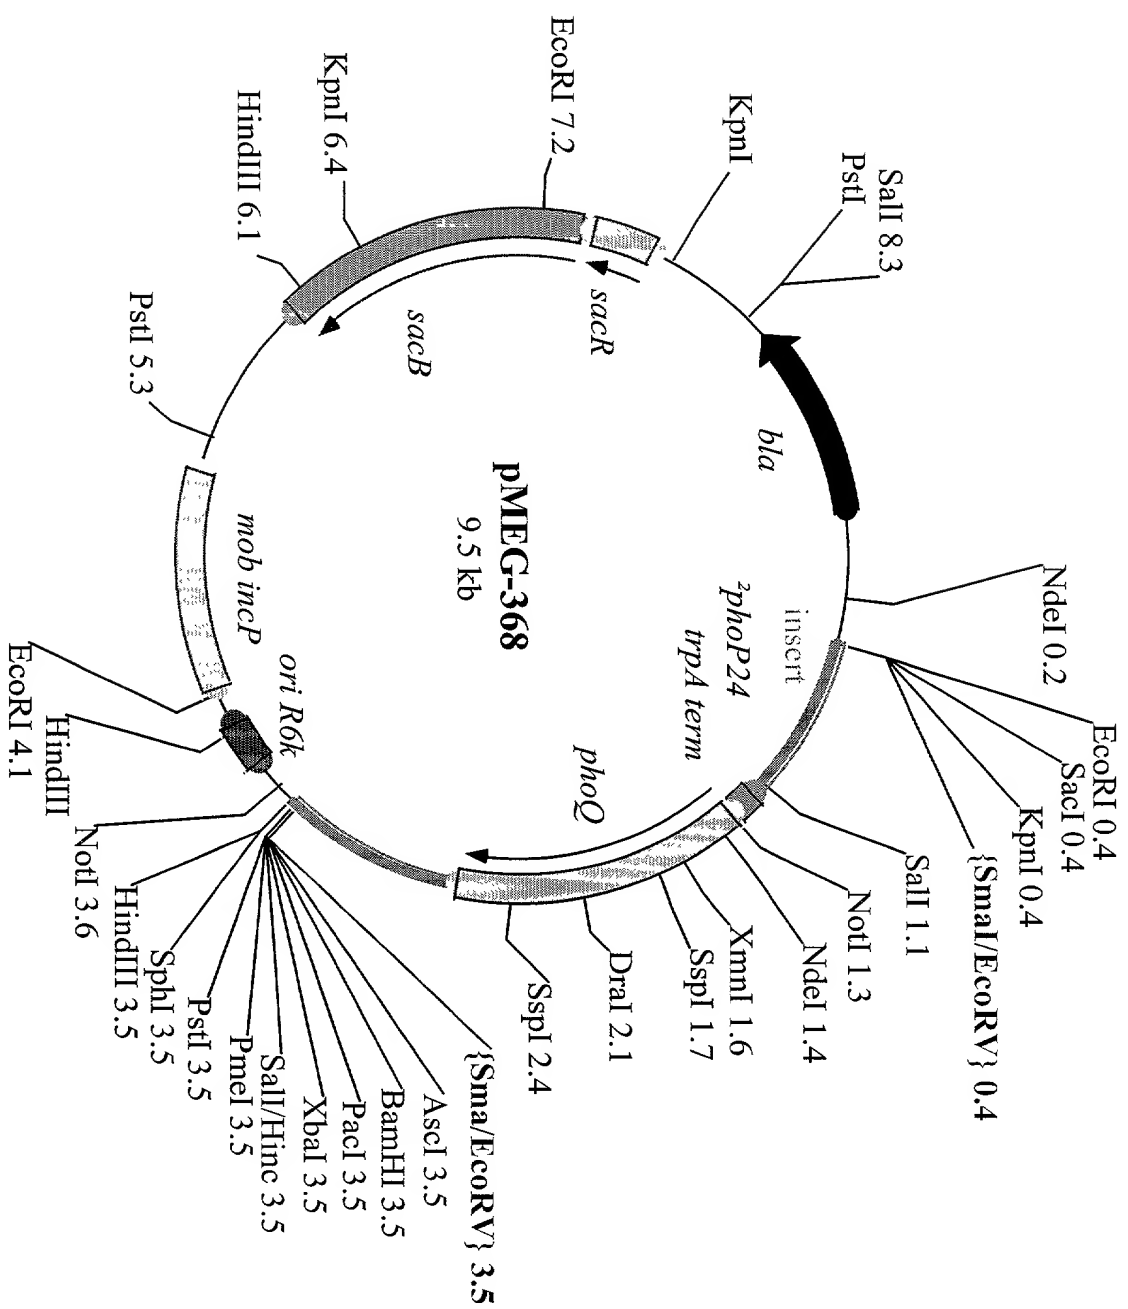 NdeI 0.2
EcoRI 0.4
SacI 0.4
KpnI 0.4
{SmaI/EcoRV} 0.4
SalI 1.1
NotI 1.3
NdeI 1.4
XmnI 1.6
SspI 1.7
DraI 2.1
SspI 2.4
{Sma/EcoRV} 3.5
AscI 3.5
BamHI 3.5
PacI 3.5
XbaI 3.5
SalI/Hinc 3.5
PmeI 3.5
PstI 3.5
SphI 3.5
HindIII 3.5
NotI 3.6
HindIII
EcoRI 4.1
PstI 5.3
HindIII 6.1
KpnI 6.4
EcoRI 7.2
KpnI
PstI
SalI 8.3
bla
insert
²phoP24
trpA term
phoQ
ori R6k
mob incP
sacB
sacR
pMEG-368
9.5 kb